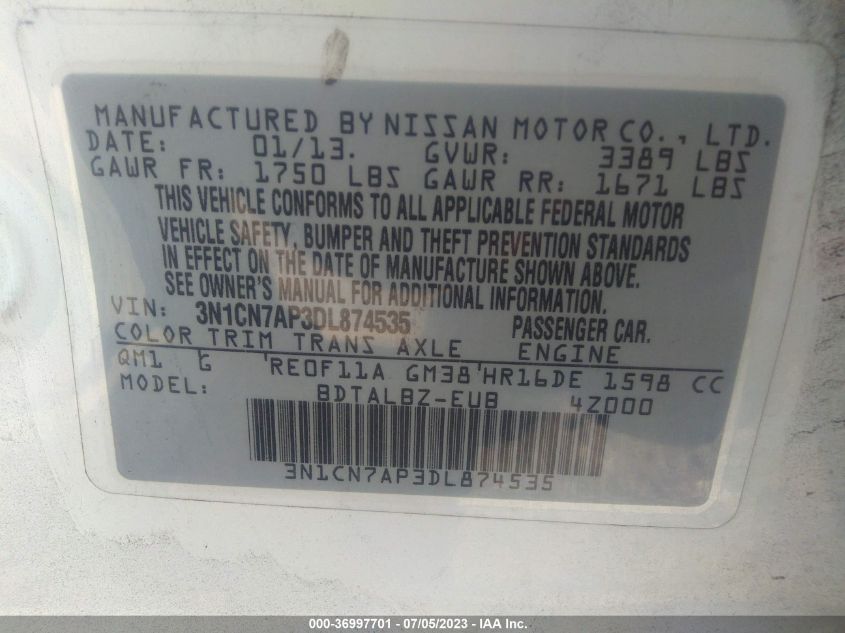 MANUFACTURED BY NISSAN MOTOR CO., LTD.
DATE: 01/13. GVWR: 3389 LBS
GAWR FR: 1750 LBS GAWR RR: 1671 LBS
THIS VEHICLE CONFORMS TO ALL APPLICABLE FEDERAL MOTOR
VEHICLE SAFETY, BUMPER AND THEFT PREVENTION STANDARDS
IN EFFECT ON THE DATE OF MANUFACTURE SHOWN ABOVE.
SEE OWNER'S MANUAL FOR ADDITIONAL INFORMATION.
VIN: 3N1CN7AP3DL874535 PASSENGER CAR.
COLOR TRIM TRANS AXLE ENGINE
QM1 G 'RE0F11A GM38'HR16DE 1598 CC
MODEL: BDTALBZ-EUB 4Z000
3N1CN7AP3DL874535
000-36997701 - 07/05/2023 - IAA Inc.